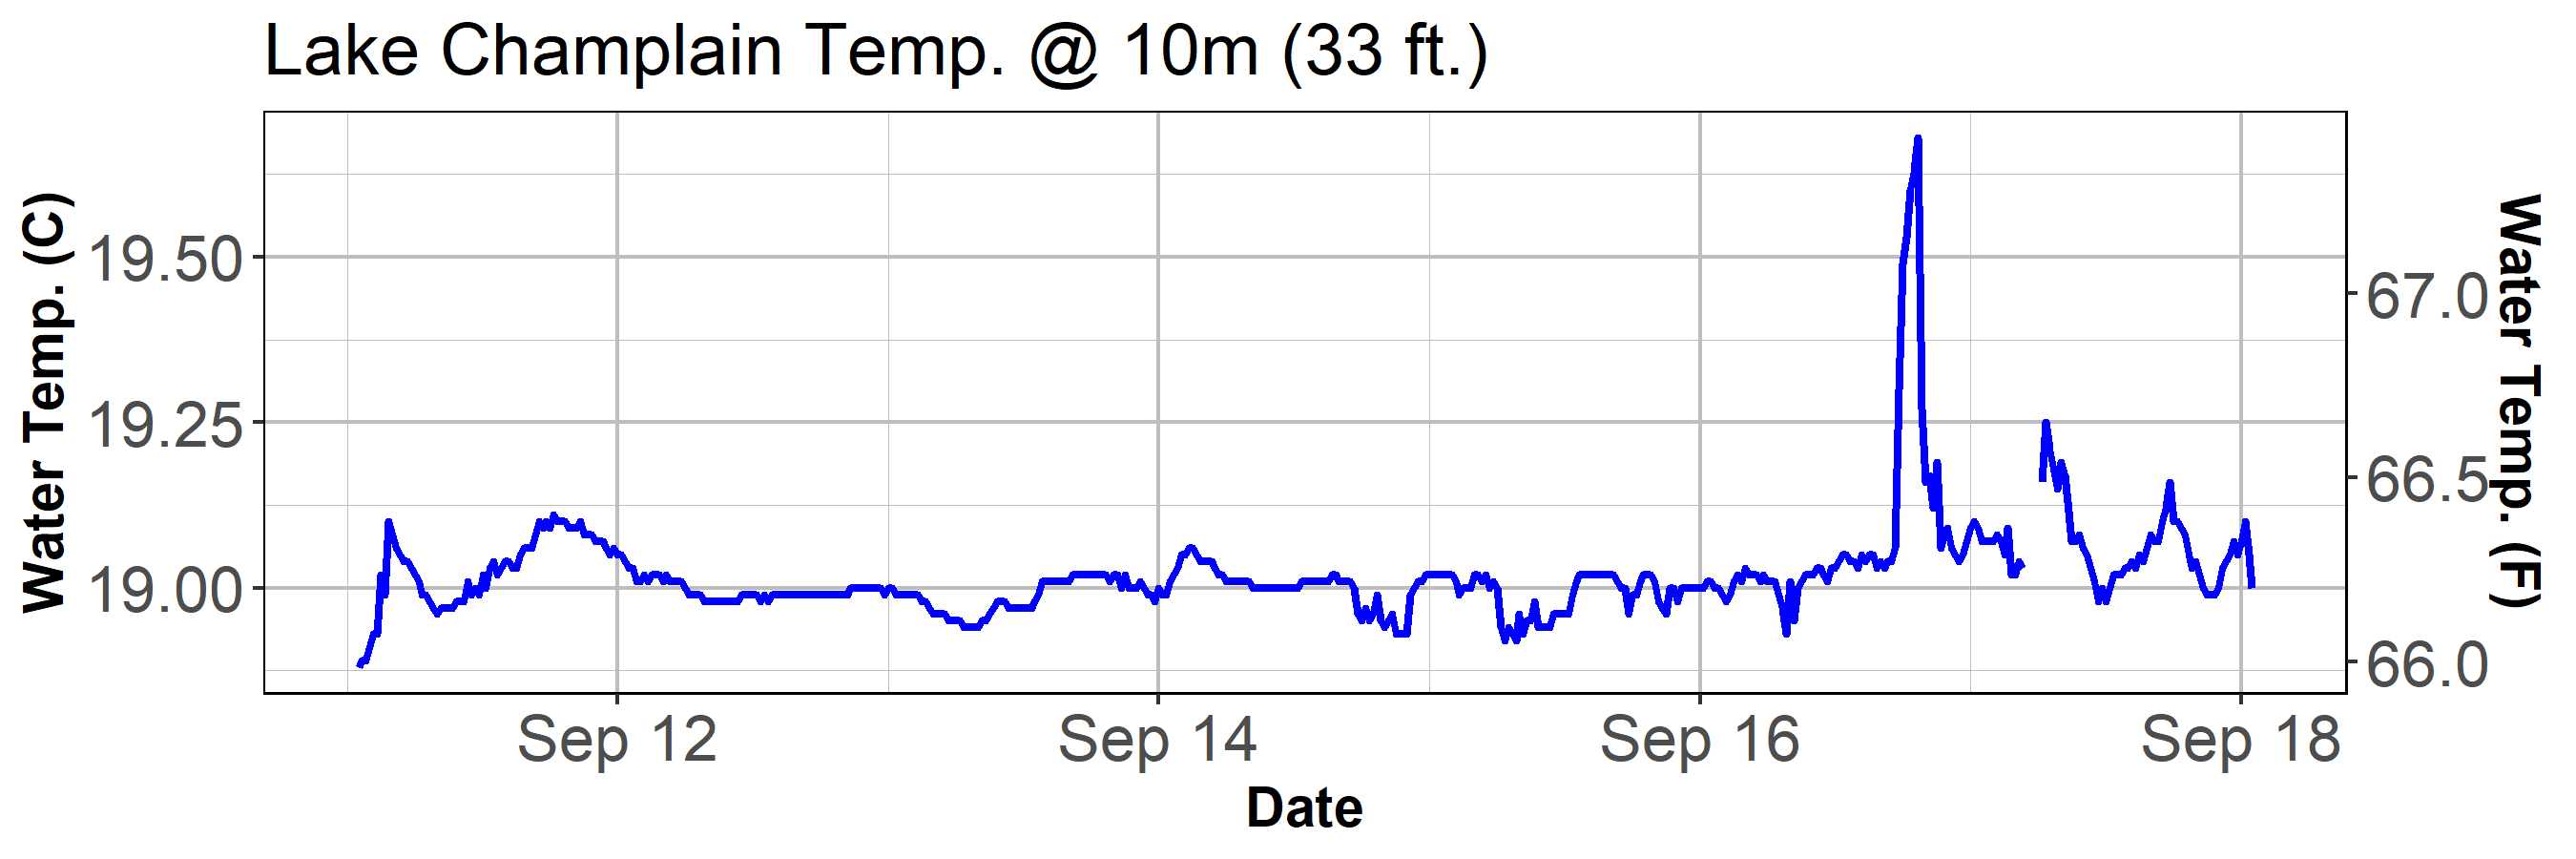 Lake Champlain Temp. @ 10m (33 ft.)
Water Temp. (C)
19.50
19.25
19.00
67.0
66.5
66.0
Water Temp. (F)
Sep 12
Sep 14
Sep 16
Sep 18
Date